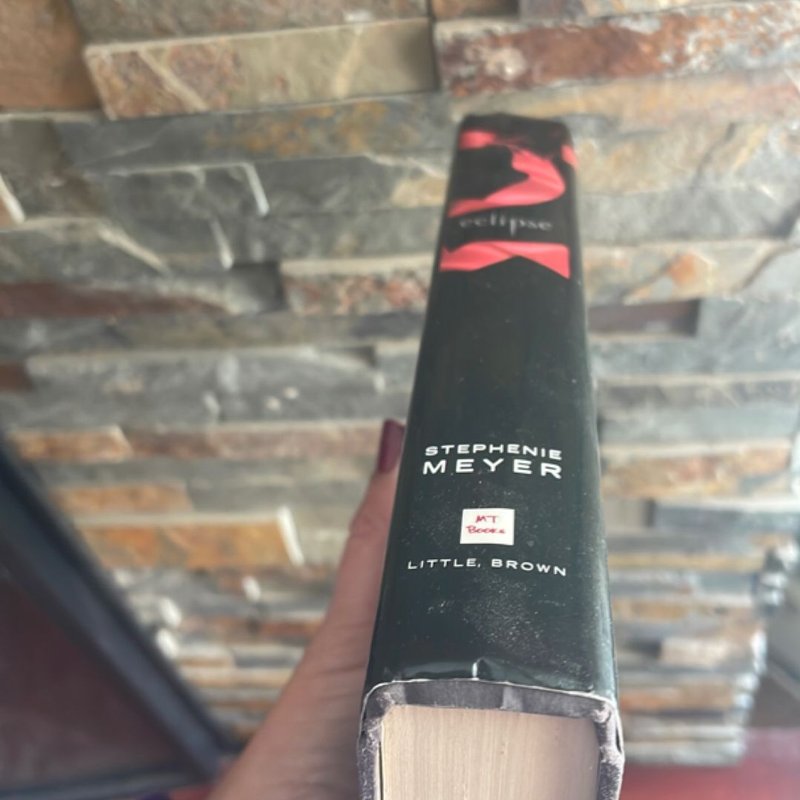 eclipse
STEPHENIE
MEYER
MT
BOOKS
LITTLE, BROWN